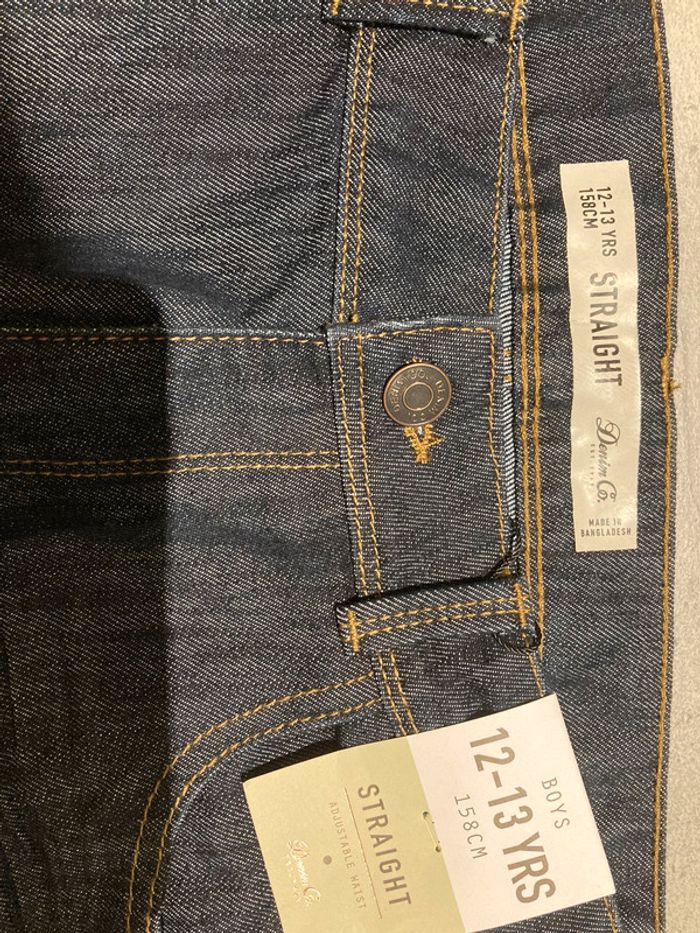 12-13 YRS
158CM
STRAIGHT
Denim Co.
MADE IN
BANGLADESH
BOYS
12-13 YRS
158CM
STRAIGHT
ADJUSTABLE WAIST
Denim Co.